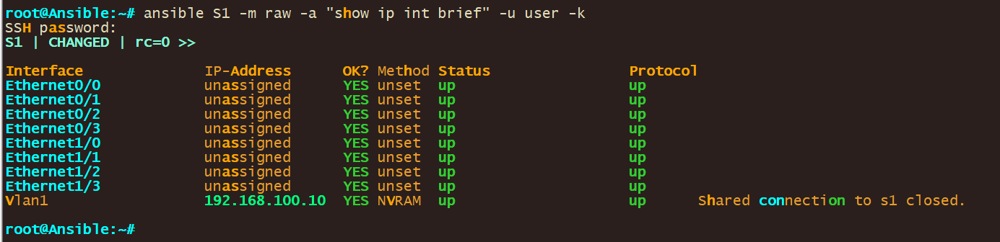 root@Ansible:~# ansible S1 -m raw -a "show ip int brief" -u user -k
SSH password:
S1 | CHANGED | rc=0 >>
Interface              IP-Address      OK? Method Status                Protocol
Ethernet0/0            unassigned      YES unset  up                    up
Ethernet0/1            unassigned      YES unset  up                    up
Ethernet0/2            unassigned      YES unset  up                    up
Ethernet0/3            unassigned      YES unset  up                    up
Ethernet1/0            unassigned      YES unset  up                    up
Ethernet1/1            unassigned      YES unset  up                    up
Ethernet1/2            unassigned      YES unset  up                    up
Ethernet1/3            unassigned      YES unset  up                    up
Vlan1                  192.168.100.10  YES NVRAM  up                    up      Shared connection to s1 closed.
root@Ansible:~#